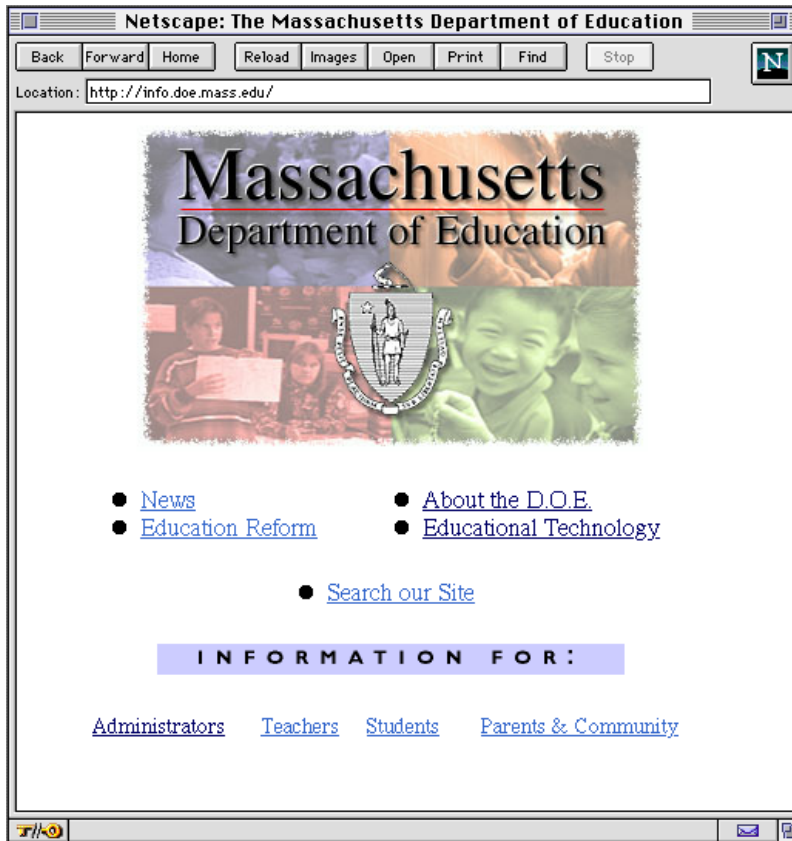 Netscape: The Massachusetts Department of Education
Back Forward Home Reload Images Open Print Find Stop
N
Location: http://info.doe.mass.edu/
Massachusetts
Department of Education
News
About the D.O.E.
Education Reform
Educational Technology
Search our Site
INFORMATION FOR:
Administrators Teachers Students Parents & Community